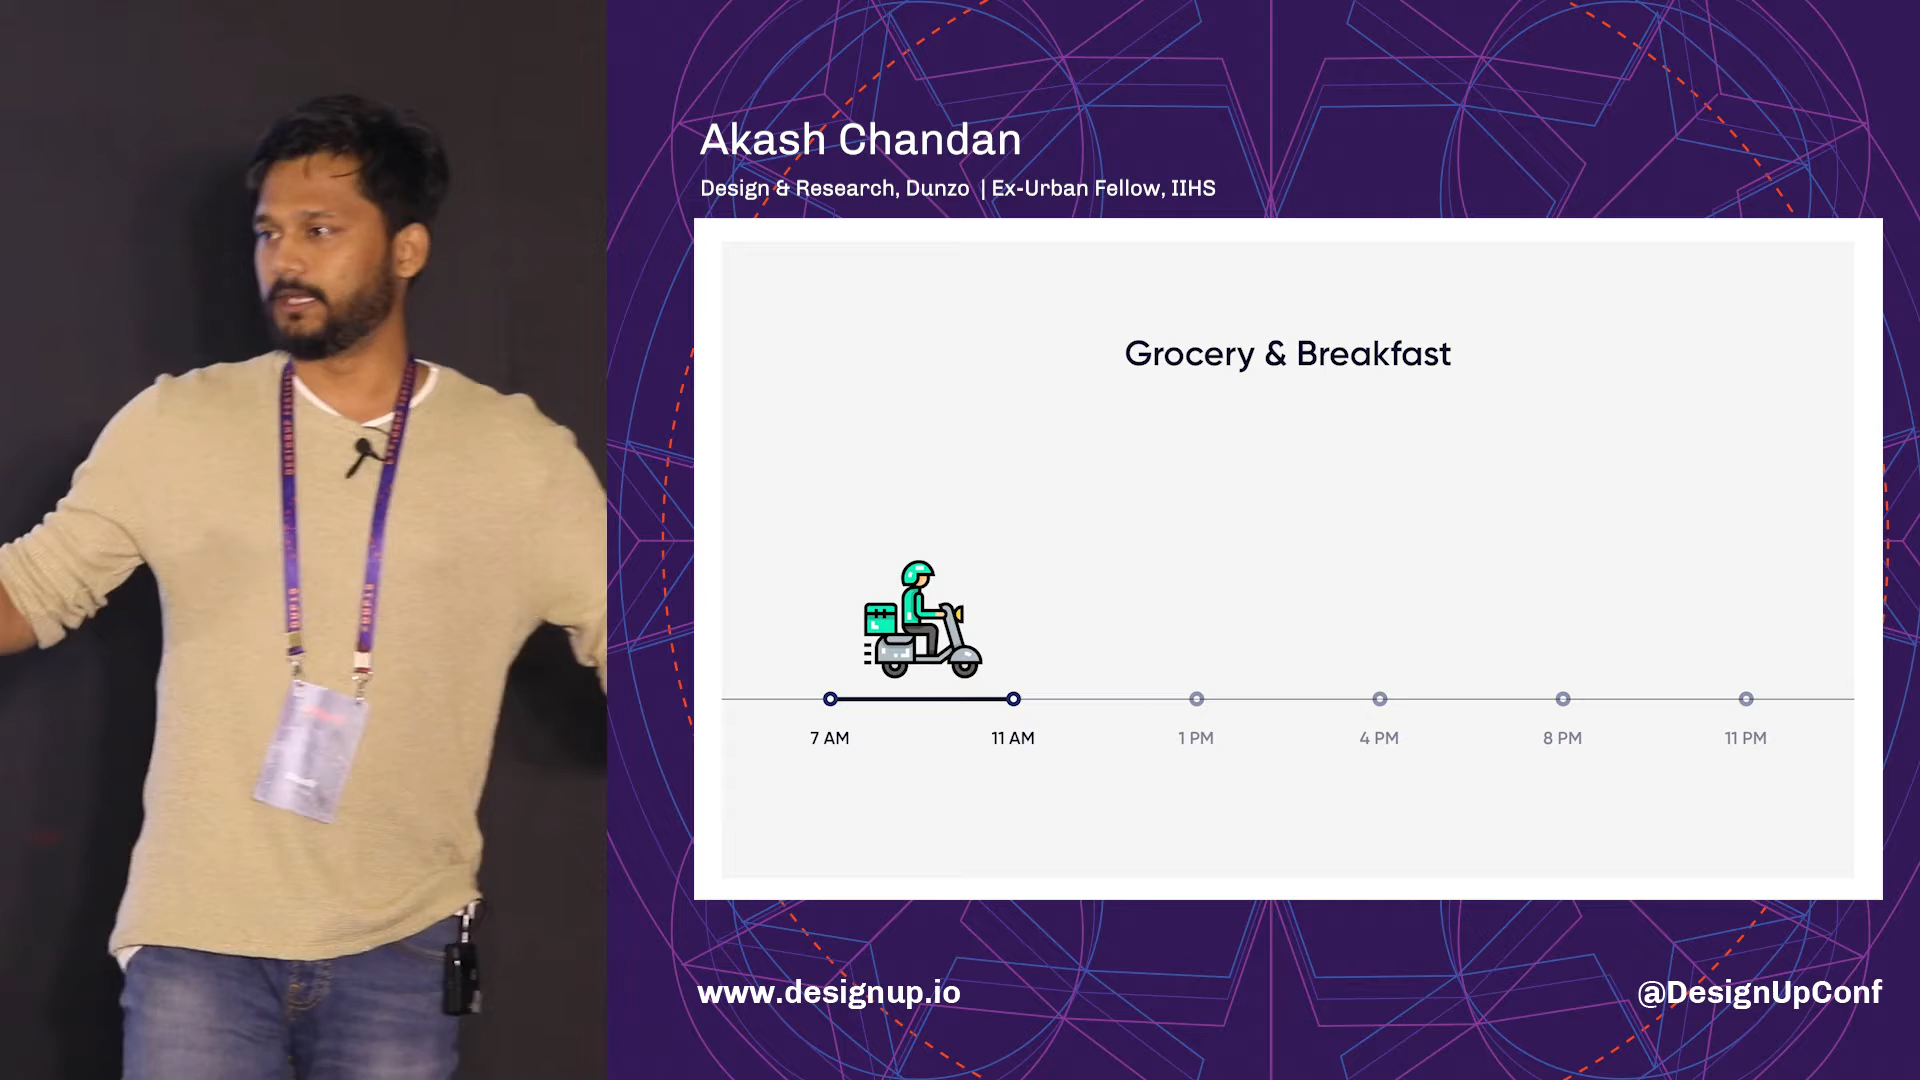 Akash Chandan
Design & Research, Dunzo | Ex-Urban Fellow, IIHS
Grocery & Breakfast
7 AM 11 AM 1 PM 4 PM 8 PM 11 PM
www.designup.io @DesignUpConf